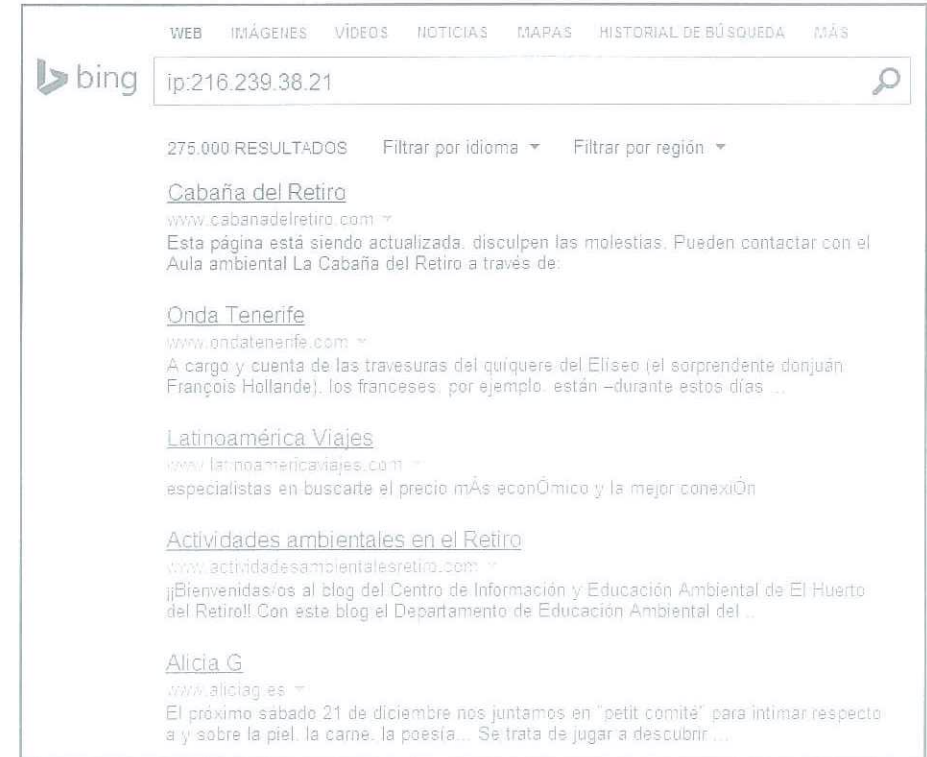 WEB IMÁGENES VÍDEOS NOTICIAS MAPAS HISTORIAL DE BÚSQUEDA MÁS
bing ip:216.239.38.21
275.000 RESULTADOS Filtrar por idioma Filtrar por región
Cabaña del Retiro
www.cabanadelretiro.com
Esta página está siendo actualizada, disculpen las molestias. Pueden contactar con el
Aula ambiental La Cabaña del Retiro a través de:
Onda Tenerife
www.ondatenerife.com
A cargo y cuenta de las travesuras del quíquere del Elíseo (el sorprendente donjuán
François Hollande), los franceses, por ejemplo, están –durante estos días ...
Latinoamérica Viajes
www.latinoamericaviajes.com
especialistas en buscarte el precio mÁs econÓmico y la mejor conexiÓn
Actividades ambientales en el Retiro
www.actividadesambientalesretiro.com
¡¡Bienvenidas/os al blog del Centro de Información y Educación Ambiental de El Huerto
del Retiro!! Con este blog el Departamento de Educación Ambiental del ...
Alicia G
www.aliciag.es
El próximo sábado 21 de diciembre nos juntamos en "petit comité" para intimar respecto
a y sobre la piel, la carne, la poesía... Se trata de jugar a descubrir ...